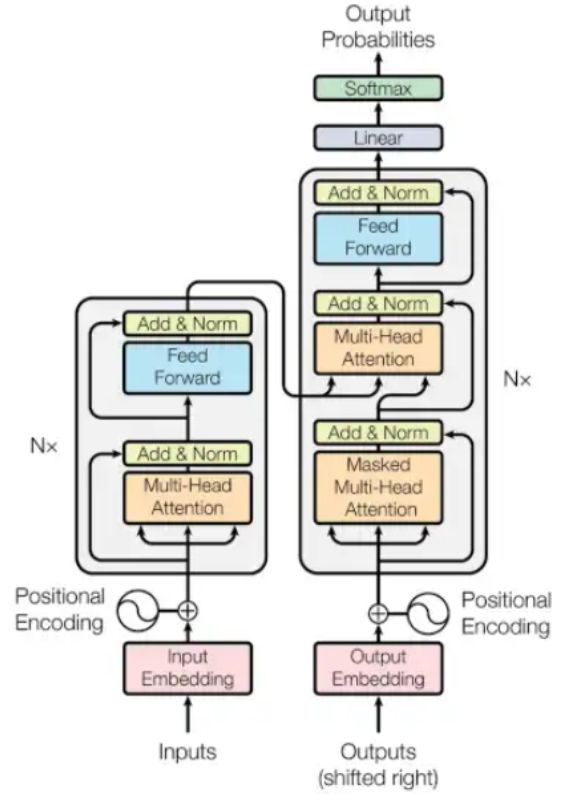 Output
Probabilities
Softmax
Linear
Add & Norm
Feed
Forward
Add & Norm
Multi-Head
Attention
Add & Norm
Masked
Multi-Head
Attention
N×
Add & Norm
Feed
Forward
Add & Norm
Multi-Head
Attention
N×
Positional
Encoding
Positional
Encoding
Input
Embedding
Output
Embedding
Inputs
Outputs
(shifted right)